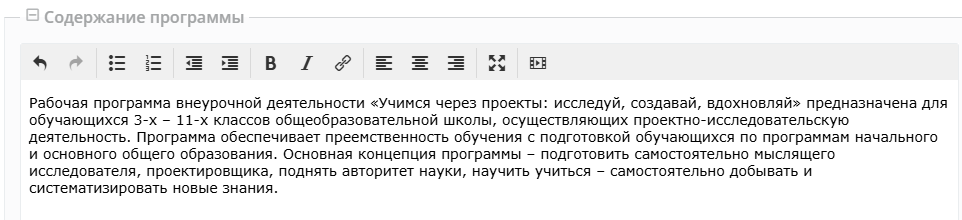 Содержание программы
Рабочая программа внеурочной деятельности «Учимся через проекты: исследуй, создавай, вдохновляй» предназначена для
обучающихся 3-х – 11-х классов общеобразовательной школы, осуществляющих проектно-исследовательскую
деятельность. Программа обеспечивает преемственность обучения с подготовкой обучающихся по программам начального
и основного общего образования. Основная концепция программы – подготовить самостоятельно мыслящего
исследователя, проектировщика, поднять авторитет науки, научить учиться – самостоятельно добывать и
систематизировать новые знания.